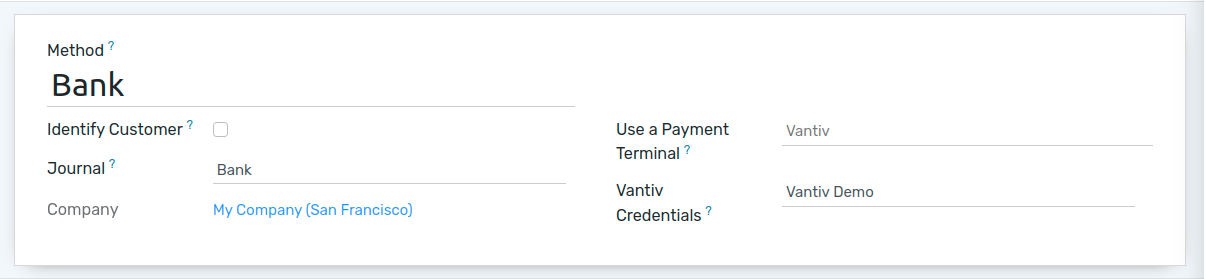 Method ?
Bank
Identify Customer ?
Journal ? Bank
Company My Company (San Francisco)
Use a Payment Vantiv
Terminal ?
Vantiv Vantiv Demo
Credentials ?